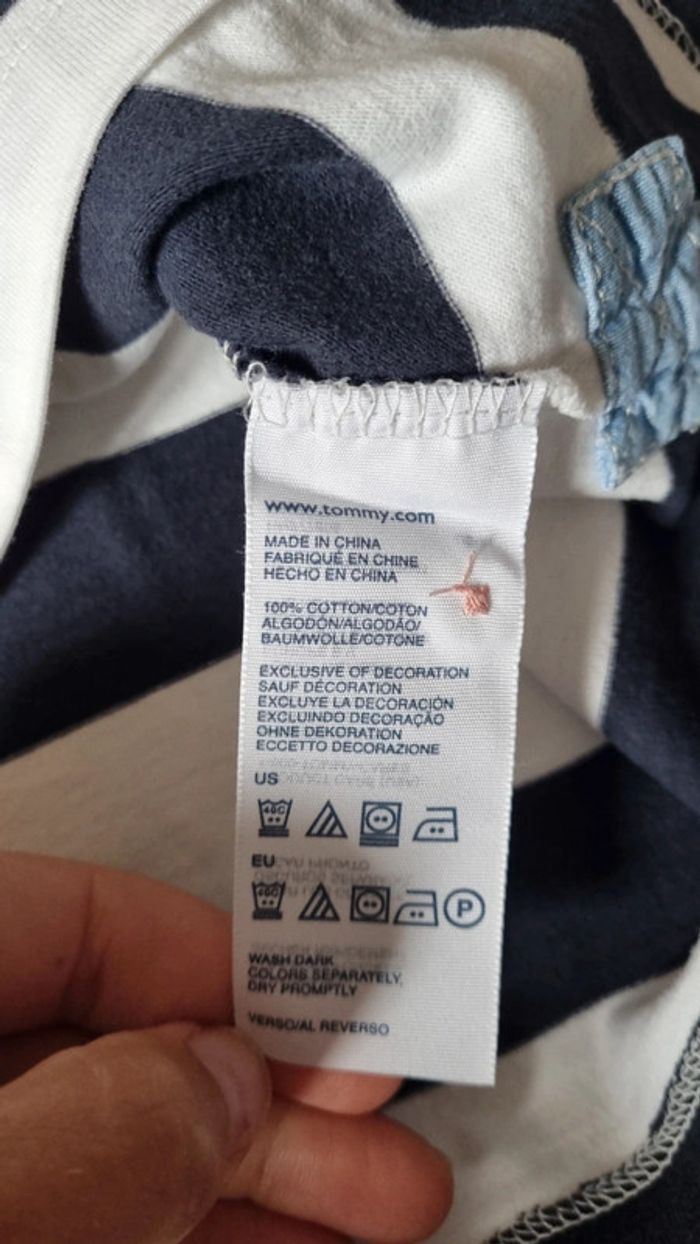 www.tommy.com
MADE IN CHINA
FABRIQUÉ EN CHINE
HECHO EN CHINA
100% COTTON/COTON
ALGODÓN/ALGODÃO/
BAUMWOLLE/COTONE
EXCLUSIVE OF DECORATION
SAUF DÉCORATION
EXCLUYE LA DECORACIÓN
EXCLUINDO DECORAÇÃO
OHNE DEKORATION
ECCETTO DECORAZIONE
US
40C
EU
40C P
WASH DARK
COLORS SEPARATELY,
DRY PROMPTLY
VERSO/AL REVERSO